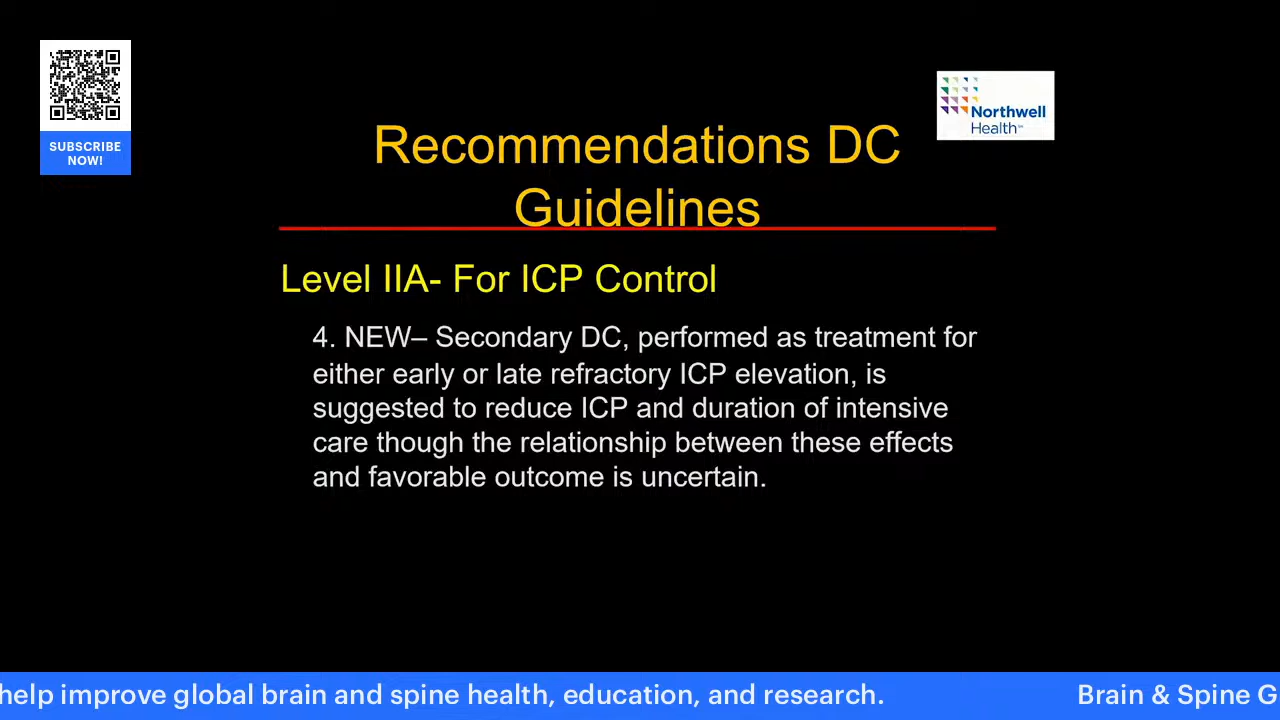 SUBSCRIBE
NOW!
Northwell
Health℠
Recommendations DC
Guidelines
Level IIA- For ICP Control
4. NEW– Secondary DC, performed as treatment for
either early or late refractory ICP elevation, is
suggested to reduce ICP and duration of intensive
care though the relationship between these effects
and favorable outcome is uncertain.
help improve global brain and spine health, education, and research. Brain & Spine G